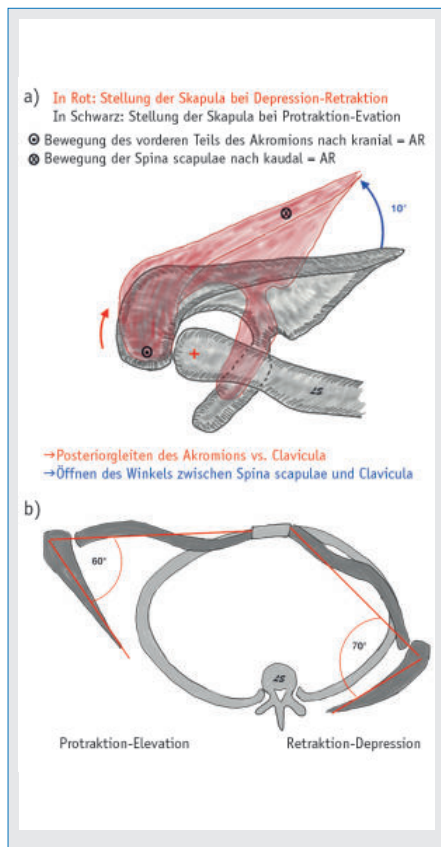 a) In Rot: Stellung der Skapula bei Depression-Retraktion
In Schwarz: Stellung der Skapula bei Protraktion-Evation
Bewegung des vorderen Teils des Akromions nach kranial = AR
Bewegung der Spina scapulae nach kaudal = AR
10°
→Posteriorgleiten des Akromions vs. Clavicula
→Öffnen des Winkels zwischen Spina scapulae und Clavicula
b)
60°
70°
Protraktion-Elevation
Retraktion-Depression